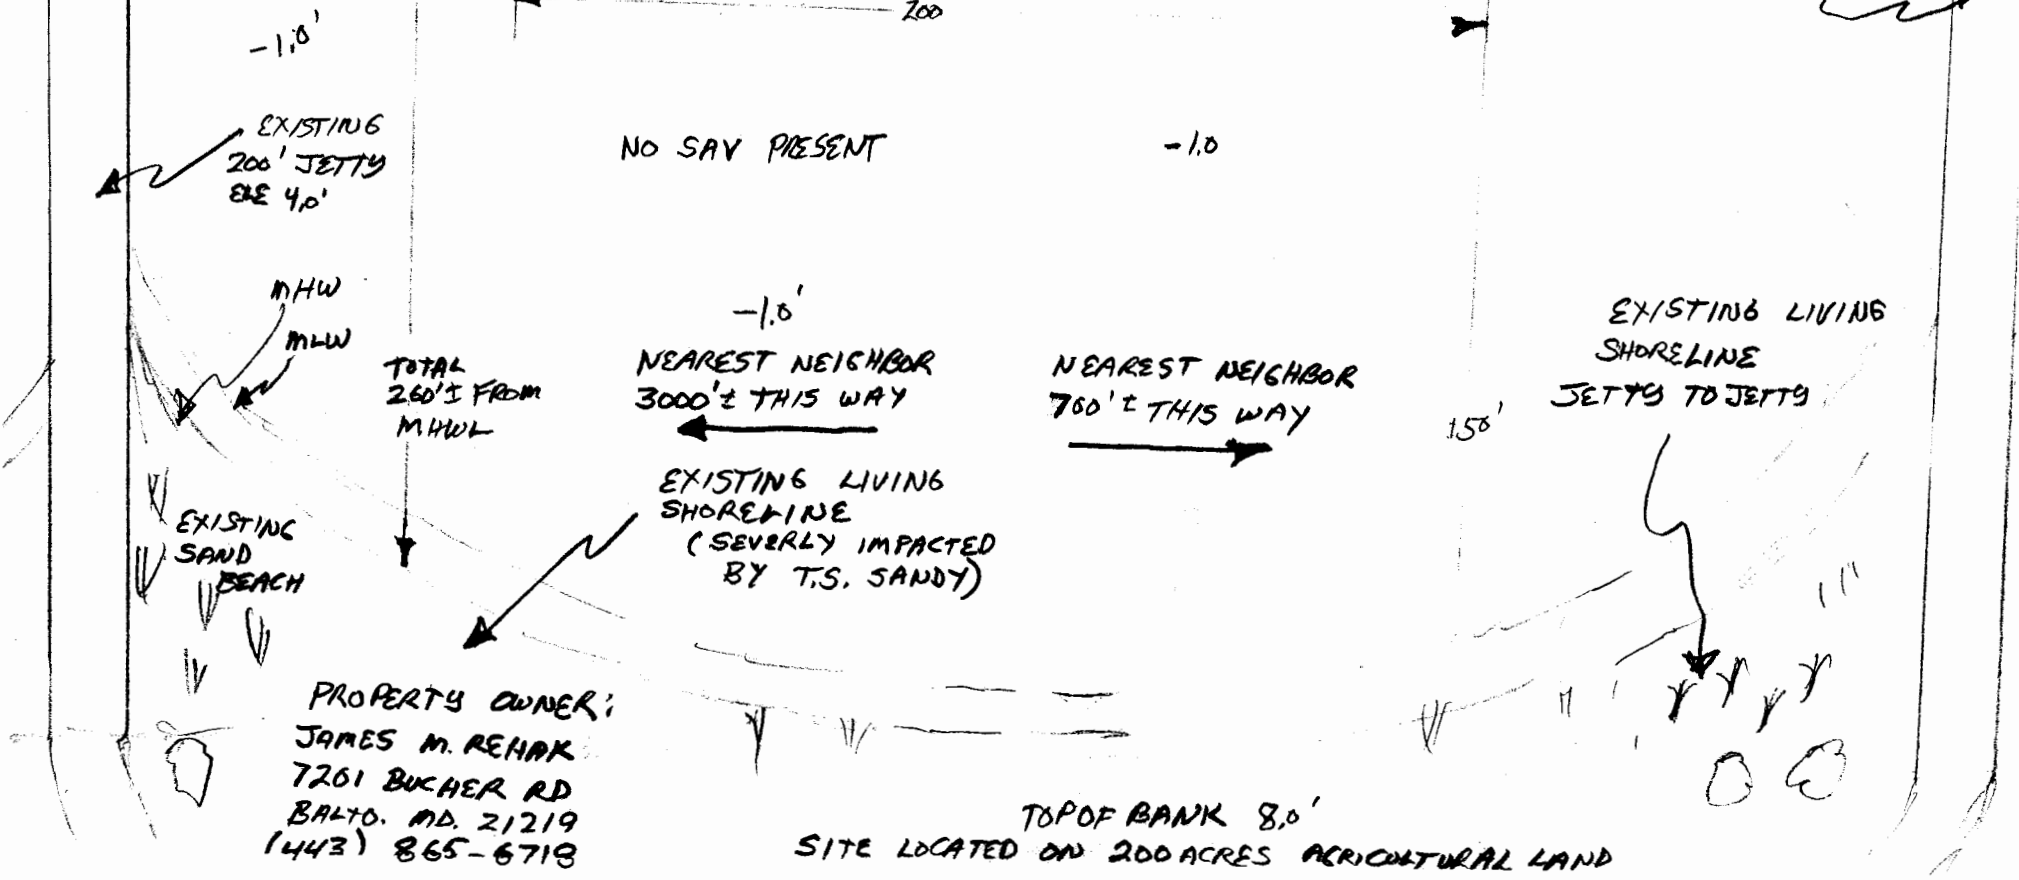 200
-1.0'
EXISTING
200' JETTY
ELE 4.0'
NO SAV PRESENT
-1.0
MHW
MLW
TOTAL
260'± FROM
MHWL
-1.0'
NEAREST NEIGHBOR
3000'± THIS WAY
NEAREST NEIGHBOR
700'± THIS WAY
150'
EXISTING LIVING
SHORELINE
JETTY TO JETTY
EXISTING LIVING
SHORELINE
(SEVERLY IMPACTED
BY T.S. SANDY)
EXISTING
SAND
BEACH
PROPERTY OWNER:
JAMES M. REHAK
7201 BUCHER RD
BALTO. MD. 21219
(443) 865-6718
TOP OF BANK 8.0'
SITE LOCATED ON 200 ACRES AGRICULTURAL LAND